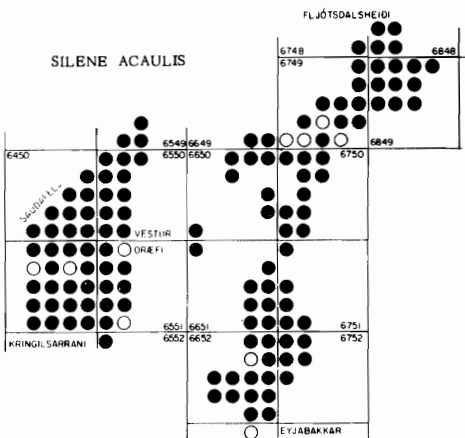 FLJÓTSDALSHEIÐI
SILENE ACAULIS
6748 6848
6749
6549 6649
6450 6550 6650 6750 6849
VESTUR
ÖRÆFI
6551 6651 6751
KRINGILSÁRRANI 6552 6652 6752
EYJABAKKAR